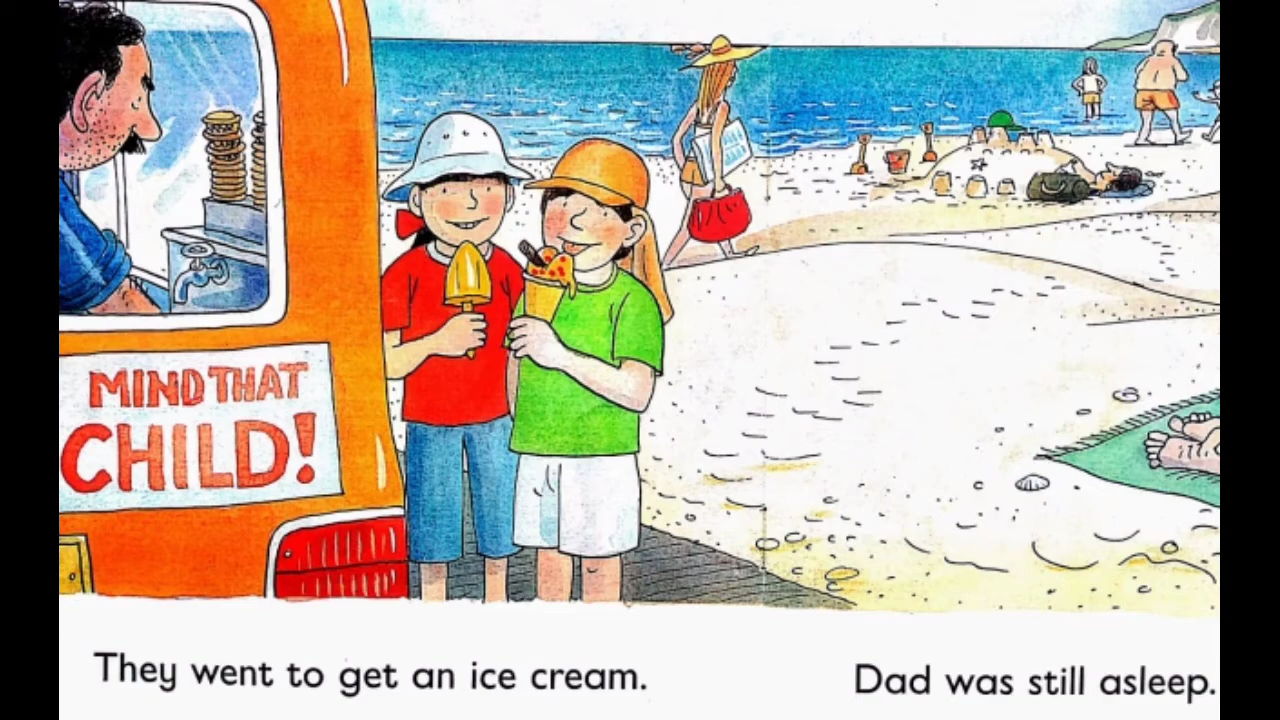 MIND THAT
CHILD!
They went to get an ice cream.
Dad was still asleep.